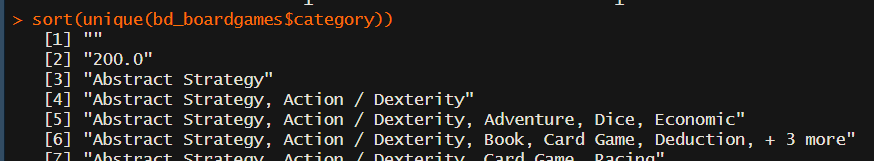 > sort(unique(bd_boardgames$category))
[1] ""
[2] "200.0"
[3] "Abstract Strategy"
[4] "Abstract Strategy, Action / Dexterity"
[5] "Abstract Strategy, Action / Dexterity, Adventure, Dice, Economic"
[6] "Abstract Strategy, Action / Dexterity, Book, Card Game, Deduction, + 3 more"
[7] "Abstract Strategy, Action / Dexterity, Card Game, Racing"